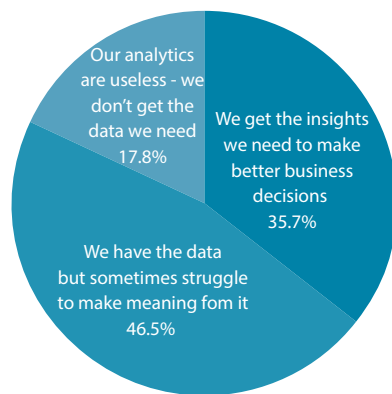 Our analytics
are useless - we
don't get the
data we need
17.8%
We get the insights
we need to make
better business
decisions
35.7%
We have the data
but sometimes struggle
to make meaning fom it
46.5%